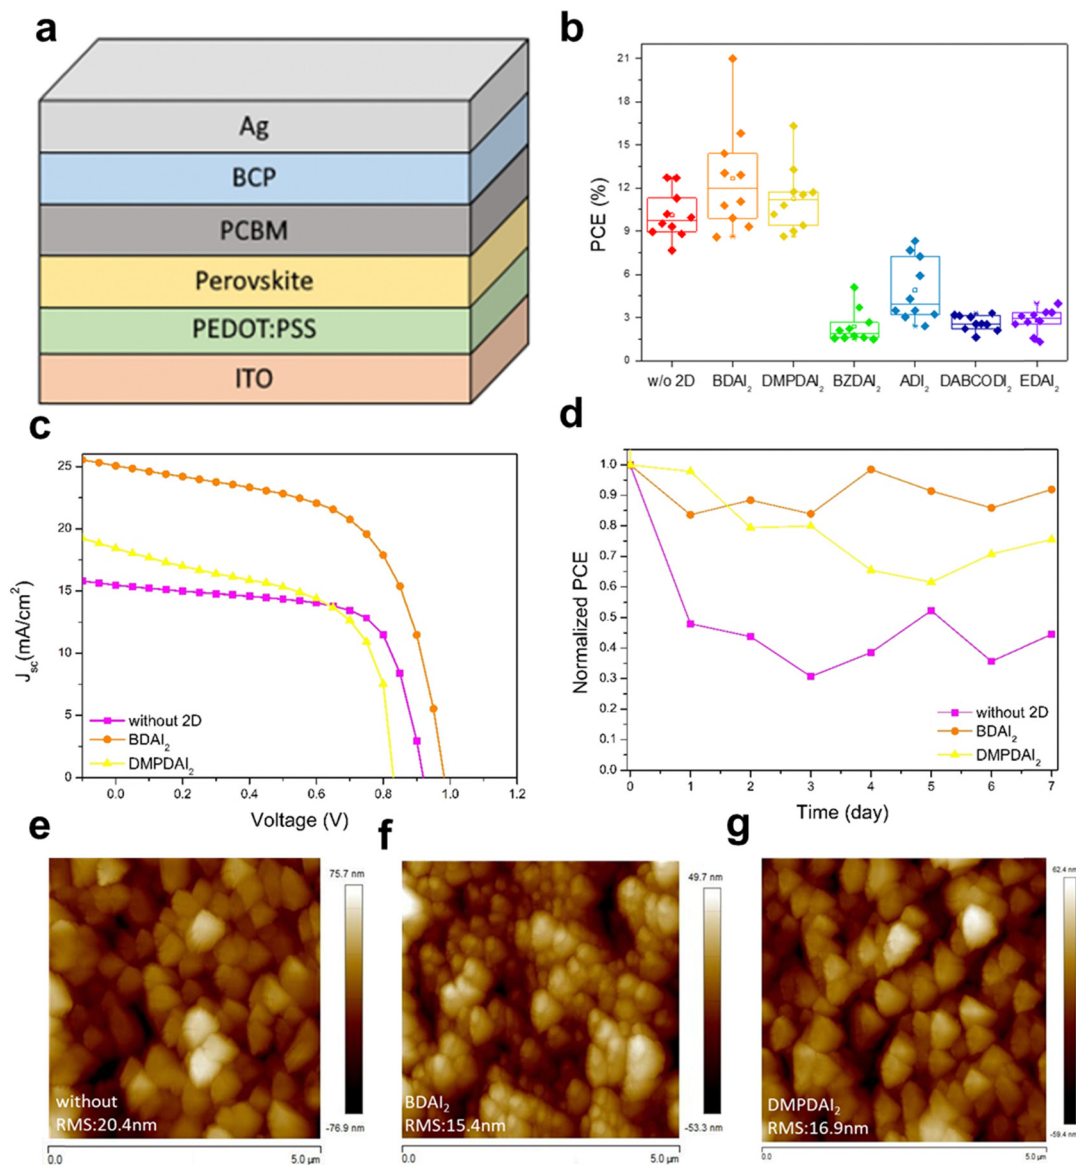 a
Ag
BCP
PCBM
Perovskite
PEDOT:PSS
ITO
b
PCE (%)
21
18
15
12
9
6
3
0
w/o 2D BDAI₂ DMPDAI₂ BZDAI₂ ADI₂ DABCODI₂ EDAI₂
c
J_sc(mA/cm²)
25
20
15
10
5
0
without 2D
BDAI₂
DMPDAI₂
0.0 0.2 0.4 0.6 0.8 1.0 1.2
Voltage (V)
d
Normalized PCE
1.0
0.9
0.8
0.7
0.6
0.5
0.4
0.3
0.2
0.1
0.0
without 2D
BDAI₂
DMPDAI₂
0 1 2 3 4 5 6 7
Time (day)
e
75.7 nm
without
RMS:20.4nm
-76.9 nm
0.0 5.0 µm
f
49.7 nm
BDAI₂
RMS:15.4nm
-53.3 nm
0.0 5.0 µm
g
62.4 nm
DMPDAI₂
RMS:16.9nm
-59.4 nm
0.0 5.0 µm